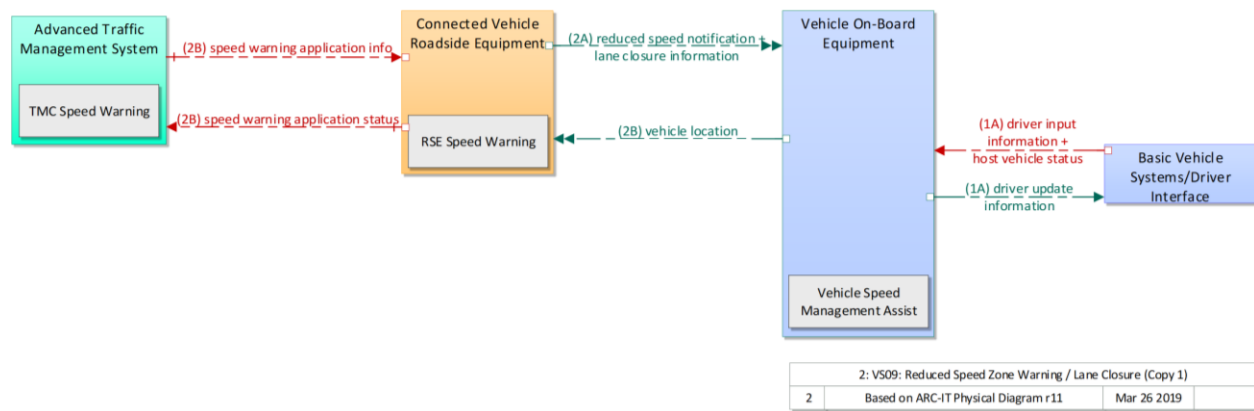 Advanced Traffic
Management System
TMC Speed Warning
(2B) speed warning application info
(2B) speed warning application status
Connected Vehicle
Roadside Equipment
RSE Speed Warning
(2A) reduced speed notification +
lane closure information
(2B) vehicle location
Vehicle On-Board
Equipment
Vehicle Speed
Management Assist
(1A) driver input
information +
host vehicle status
(1A) driver update
information
Basic Vehicle
Systems/Driver
Interface
2: VS09: Reduced Speed Zone Warning / Lane Closure (Copy 1)
2 Based on ARC-IT Physical Diagram r11 Mar 26 2019